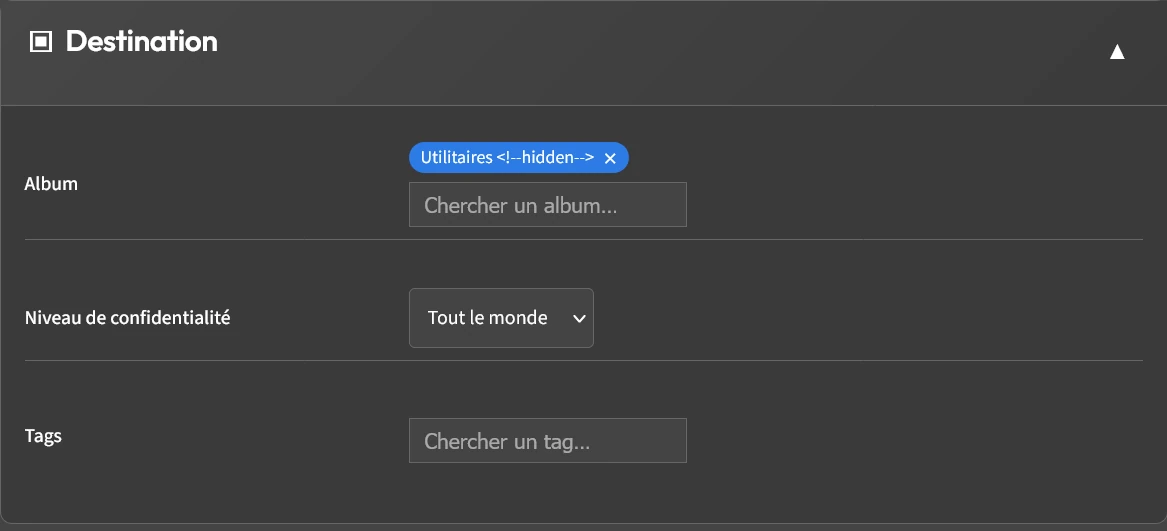 Destination
▲
Album
Utilitaires <!--hidden--> ×
Chercher un album...
Niveau de confidentialité
Tout le monde
Tags
Chercher un tag...